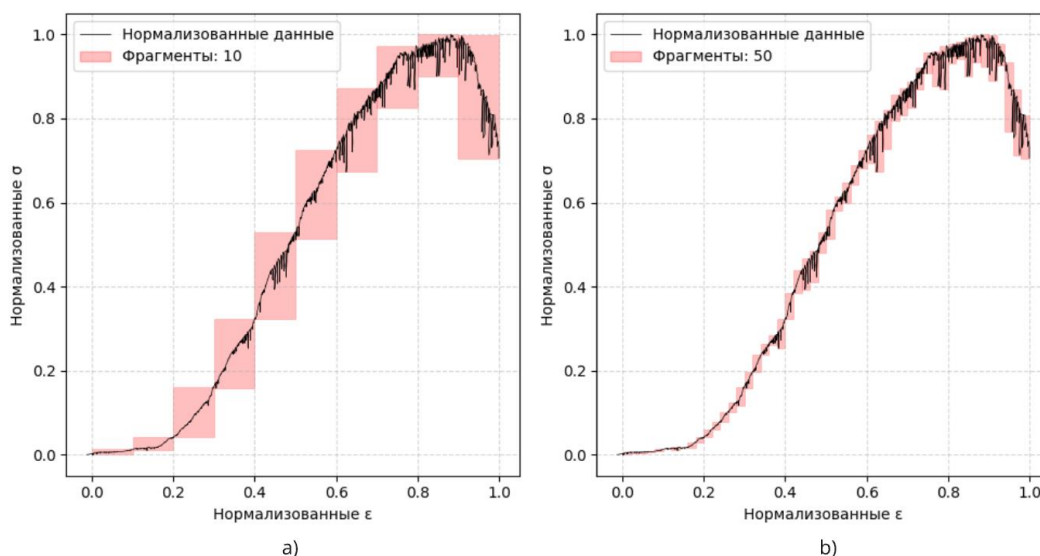 Нормализованные данные
Фрагменты: 10
1.0
0.8
0.6
0.4
0.2
0.0
Нормализованные σ
0.0 0.2 0.4 0.6 0.8 1.0
Нормализованные ε
a)
Нормализованные данные
Фрагменты: 50
1.0
0.8
0.6
0.4
0.2
0.0
Нормализованные σ
0.0 0.2 0.4 0.6 0.8 1.0
Нормализованные ε
b)